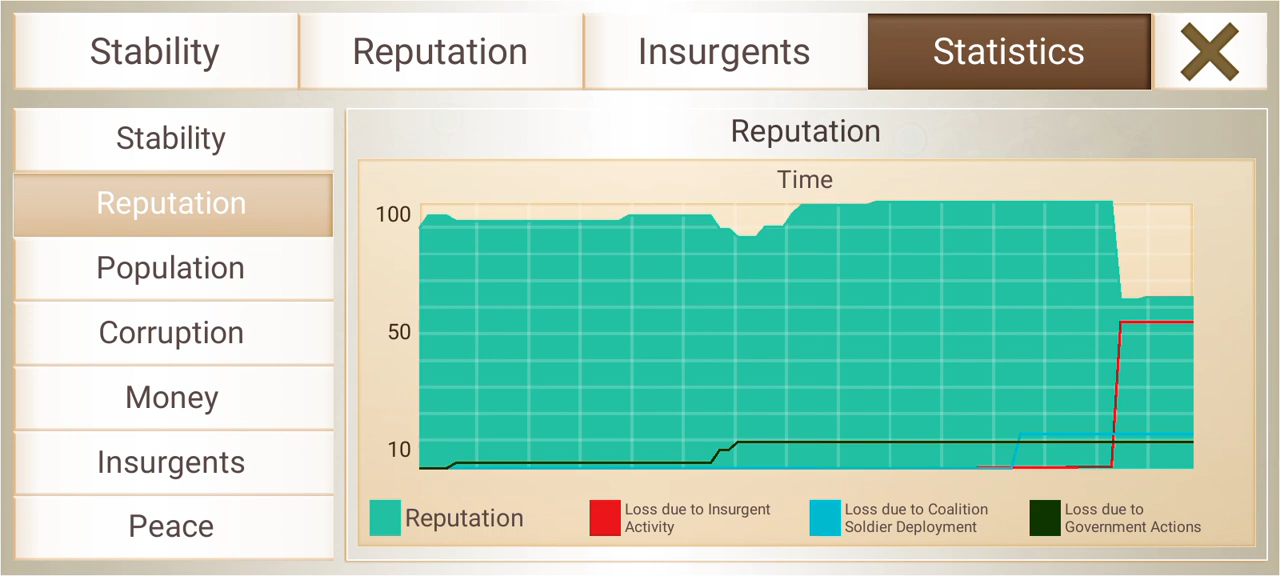 Stability
Reputation
Insurgents
Statistics
Stability
Reputation
Population
Corruption
Money
Insurgents
Peace
Reputation
Time
100
50
10
Reputation
Loss due to Insurgent
Activity
Loss due to Coalition
Soldier Deployment
Loss due to
Government Actions